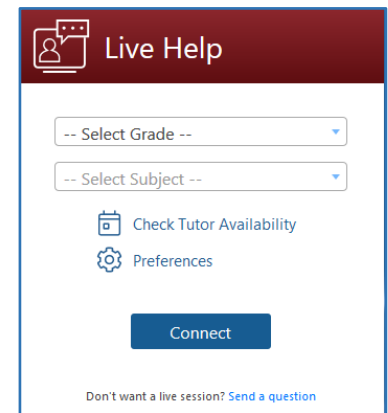 Live Help
-- Select Grade --
-- Select Subject --
Check Tutor Availability
Preferences
Connect
Don't want a live session? Send a question